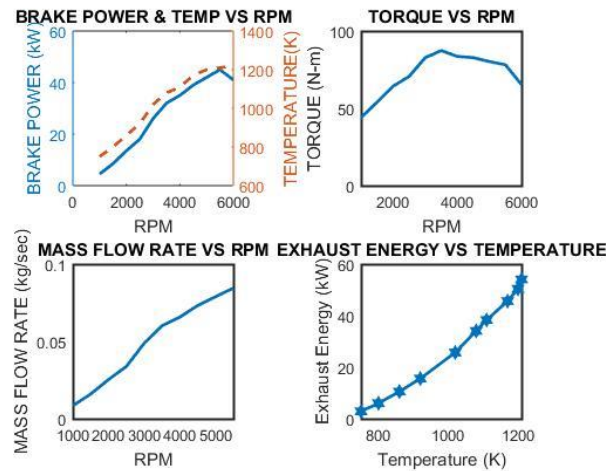 BRAKE POWER & TEMP VS RPM
BRAKE POWER (kW)
60
40
20
0
1400
1200
1000
800
600
TEMPERATURE(K)
0 2000 4000 6000
RPM
TORQUE VS RPM
TORQUE (N-m)
100
50
0
2000 4000 6000
RPM
MASS FLOW RATE VS RPM
MASS FLOW RATE (kg/sec)
0.1
0.05
0
1000 2000 3000 4000 5000
RPM
EXHAUST ENERGY VS TEMPERATURE
Exhaust Energy (kW)
60
40
20
0
800 1000 1200
Temperature (K)